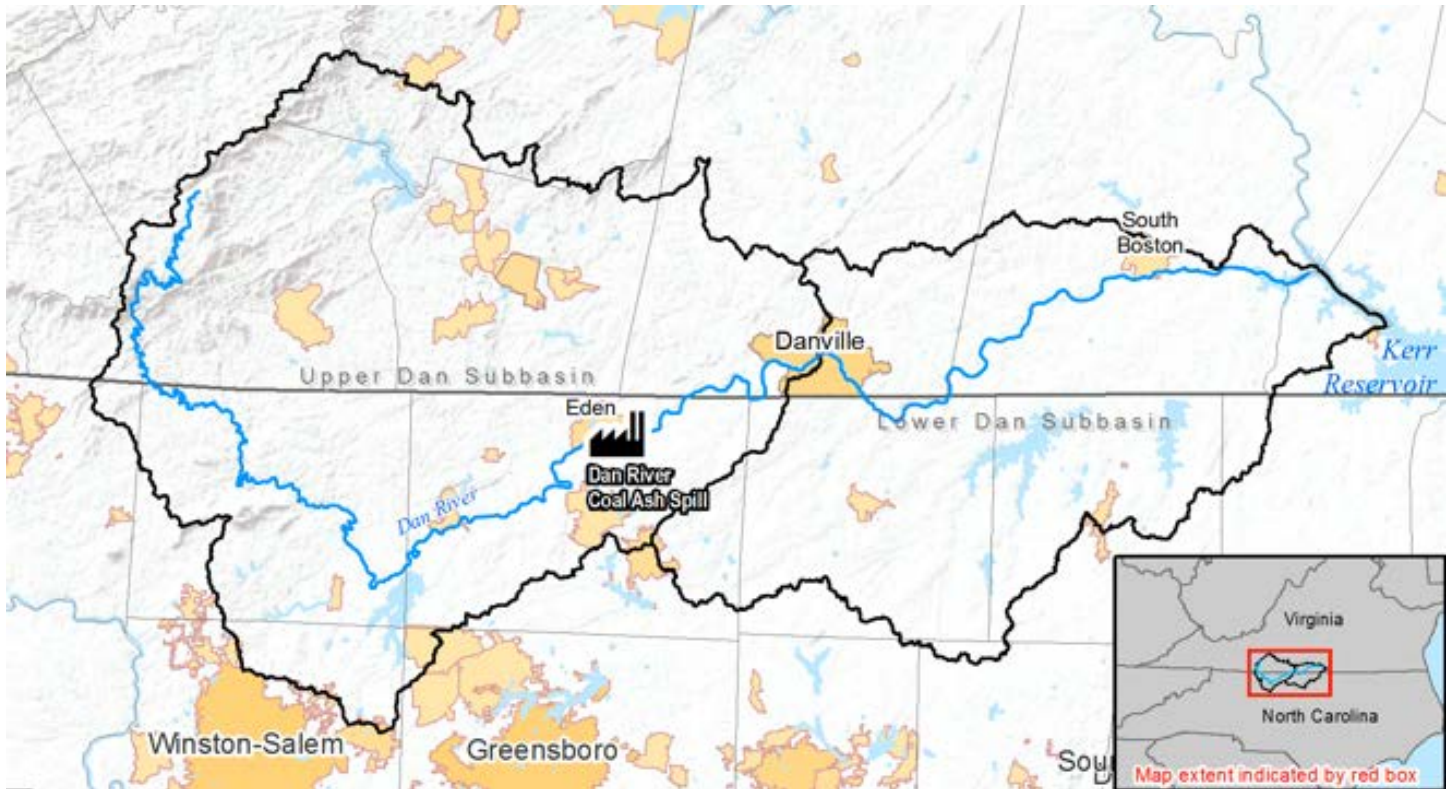 South
Boston
Danville
Kerr
Reservoir
Upper Dan Subbasin
Eden
Lower Dan Subbasin
Dan River
Coal Ash Spill
Dan River
Virginia
North Carolina
Winston-Salem
Greensboro
Map extent indicated by red box